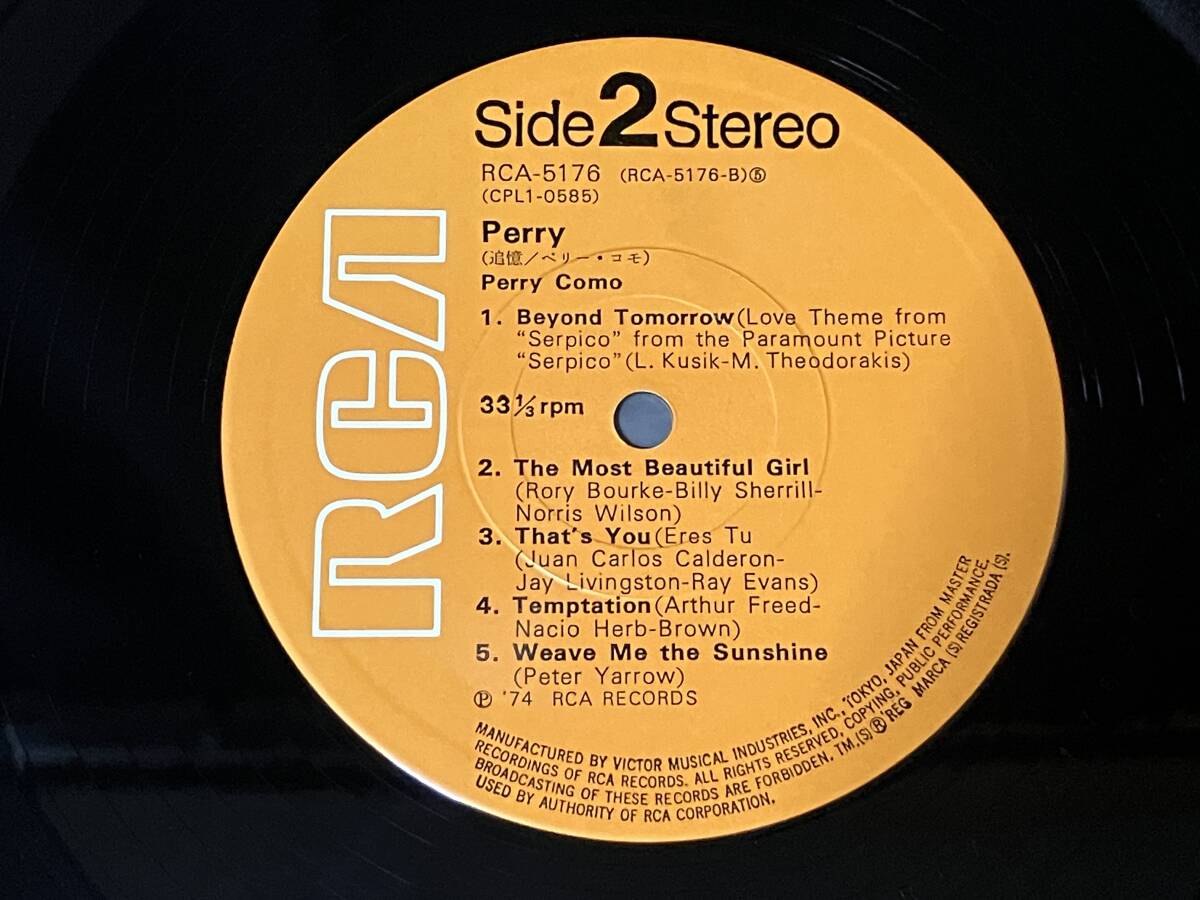 Side 2 Stereo
RCA-5176 (RCA-5176-B)⑤
(CPL1-0585)
RCA
Perry
(追憶/ペリー・コモ)
Perry Como
1. Beyond Tomorrow(Love Theme from
"Serpico" from the Paramount Picture
"Serpico"(L. Kusik-M. Theodorakis)
33⅓ rpm
2. The Most Beautiful Girl
(Rory Bourke-Billy Sherrill-
Norris Wilson)
3. That's You(Eres Tu
(Juan Carlos Calderon-
Jay Livingston-Ray Evans)
4. Temptation(Arthur Freed-
Nacio Herb-Brown)
5. Weave Me the Sunshine
(Peter Yarrow)
Ⓟ '74 RCA RECORDS
MANUFACTURED BY VICTOR MUSICAL INDUSTRIES, INC., TOKYO, JAPAN FROM MASTER
RECORDINGS OF RCA RECORDS. ALL RIGHTS RESERVED, COPYING, PUBLIC PERFORMANCE,
BROADCASTING OF THESE RECORDS ARE FORBIDDEN. TM.(S) ® REG MARCA (S) REGISTRADA (S).
USED BY AUTHORITY OF RCA CORPORATION.